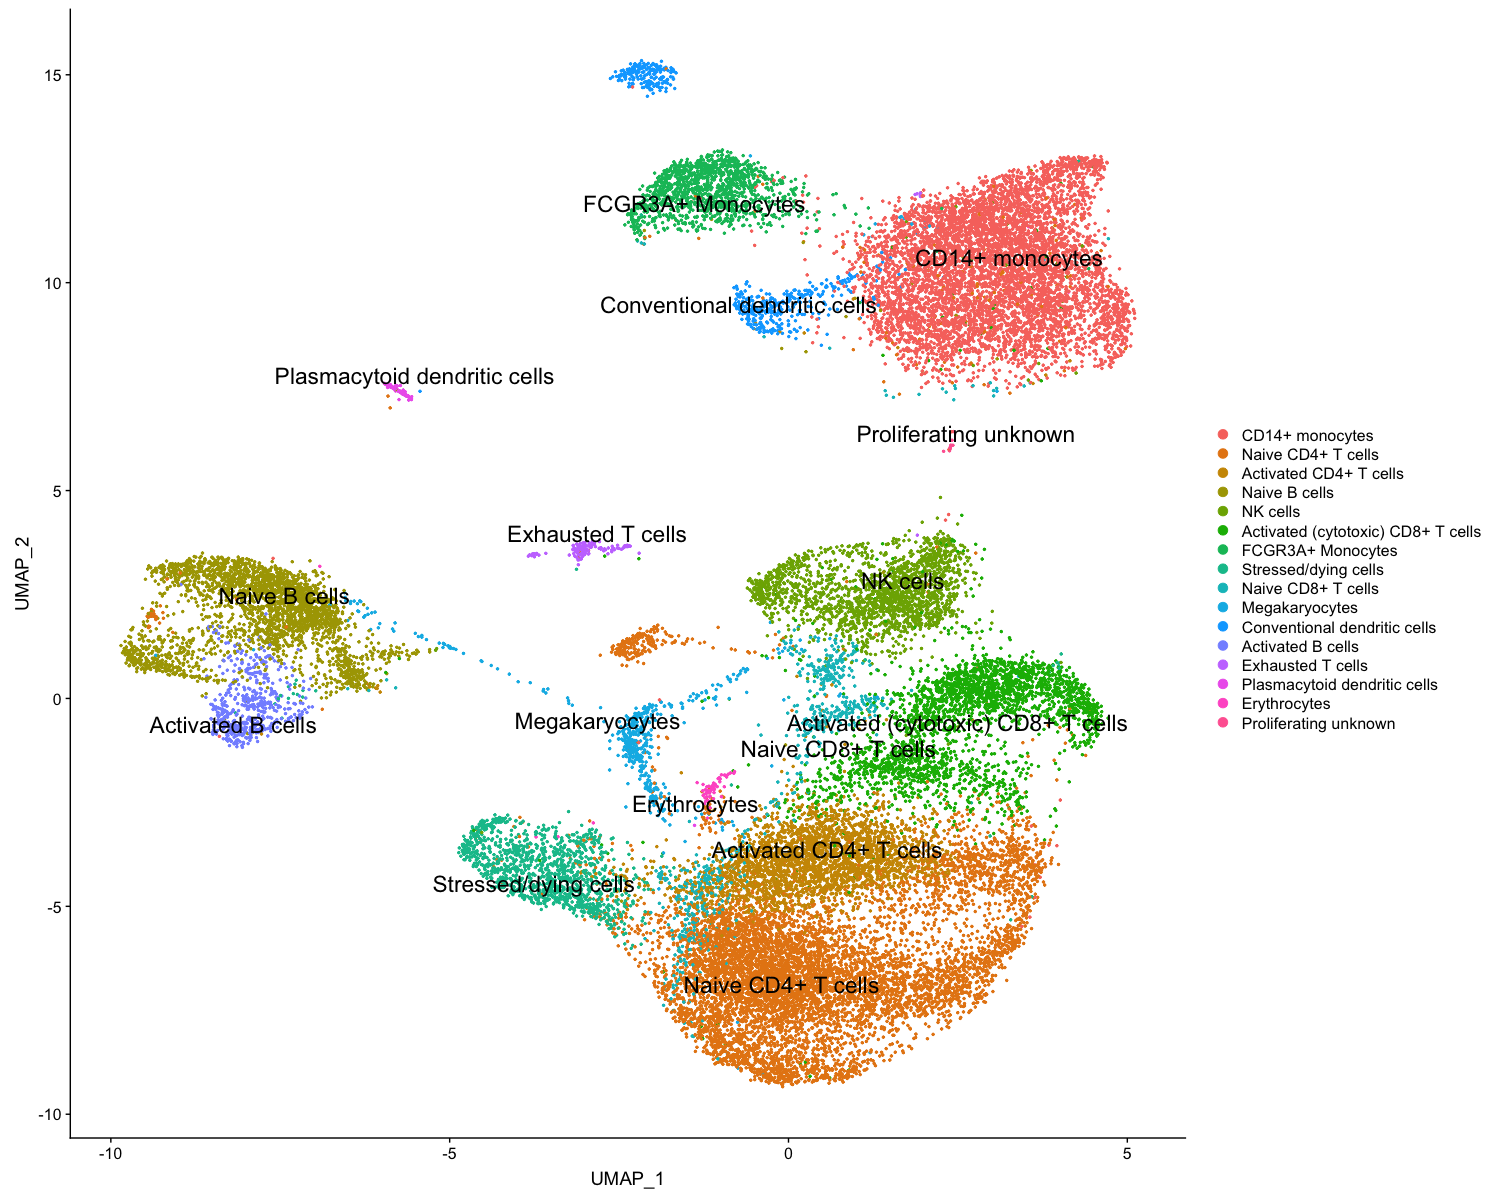 15
FCGR3A+ Monocytes
CD14+ monocytes
10
Conventional dendritic cells
Plasmacytoid dendritic cells
Proliferating unknown
5
Exhausted T cells
NK cells
Naive B cells
UMAP_2
0
Activated B cells
Megakaryocytes
Activated (cytotoxic) CD8+ T cells
Naive CD8+ T cells
Erythrocytes
Activated CD4+ T cells
Stressed/dying cells
-5
Naive CD4+ T cells
-10
-10
-5
0
5
UMAP_1
CD14+ monocytes
Naive CD4+ T cells
Activated CD4+ T cells
Naive B cells
NK cells
Activated (cytotoxic) CD8+ T cells
FCGR3A+ Monocytes
Stressed/dying cells
Naive CD8+ T cells
Megakaryocytes
Conventional dendritic cells
Activated B cells
Exhausted T cells
Plasmacytoid dendritic cells
Erythrocytes
Proliferating unknown